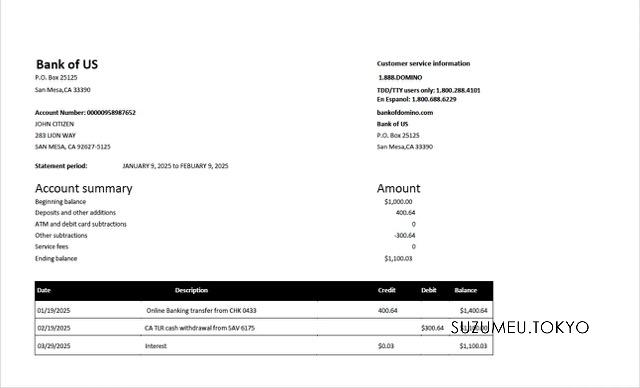 Bank of US
P.O. Box 25125
San Mesa,CA 33390
Customer service information
1.888.DOMINO
TDD/TTY users only: 1.800.288.4101
En Espanol: 1.800.688.6229
Account Number: 00000958987652
JOHN CITIZEN
283 LION WAY
SAN MESA, CA 92627-5125
bankofdomino.com
Bank of US
P.O. Box 25125
San Mesa,CA 33390
Statement period: JANUARY 9, 2025 to FEBUARY 9, 2025
Account summary Amount
Beginning balance $1,000.00
Deposits and other additions 400.64
ATM and debit card subtractions 0
Other subtractions -300.64
Service fees 0
Ending balance $1,100.03
Date Description Credit Debit Balance
01/19/2025 Online Banking transfer from CHK 0433 400.64 $1,400.64
02/19/2025 CA TLR cash withdrawal from SAV 6175 $300.64
SUZUMEU.TOKYO
03/29/2025 Interest $0.03 $1,100.03